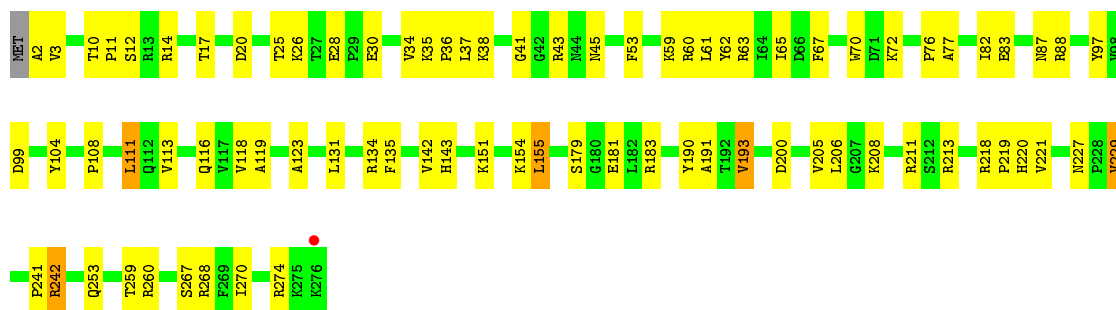 MET A2 V3 T10 P11 S12 R13 R14 T17 D20 T25 K26 T27 E28 P29 E30 V34 K35 P36 L37 K38 G41 G42 R43 N44 N45 F53 K59 R60 L61 Y62 R63 I64 I65 D66 F67 W70 D71 K72 P76 A77 I82 E83 N87 R88 Y97 V98
D99 Y104 P108 L111 Q112 V113 Q116 V117 V118 A119 A123 L131 R134 F135 V142 H143 K151 K154 L155 S179 G180 E181 L182 R183 Y190 A191 T192 V193 D200 V205 L206 G207 K208 R211 S212 R213 R218 P219 H220 V221 N227 P228
P241 R242 Q253 T259 R260 S267 R268 F269 I270 R274 K275 K276